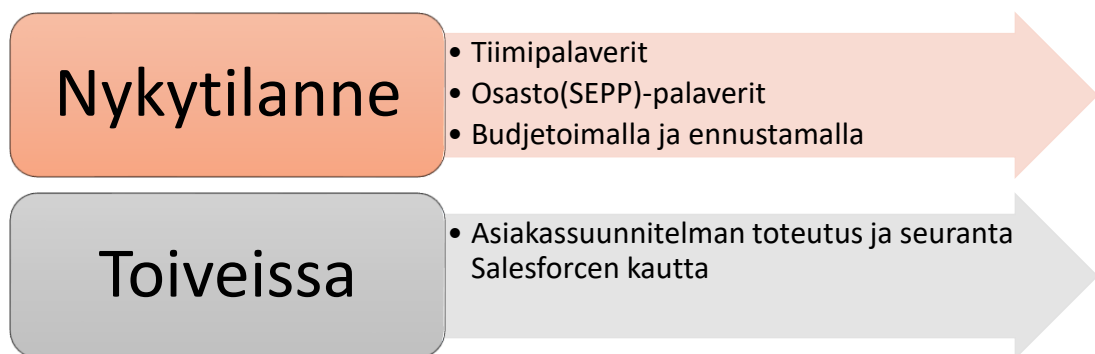 Nykytilanne
• Tiimipalaverit
• Osasto(SEPP)-palaverit
• Budjetoimalla ja ennustamalla
Toiveissa
• Asiakassuunnitelman toteutus ja seuranta
Salesforcen kautta